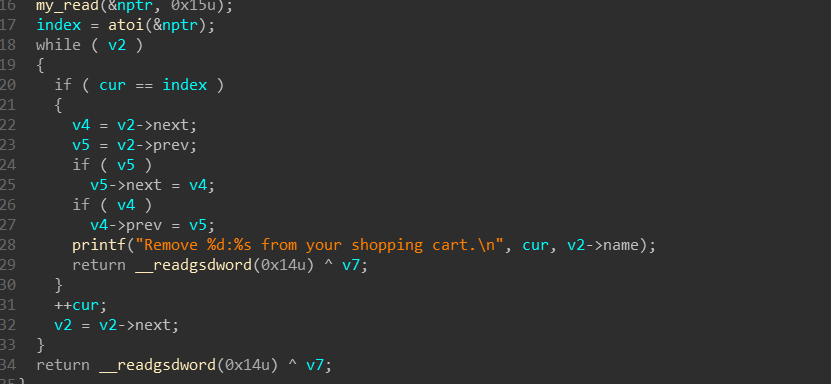 16 my_read(&nptr, 0x15u);
17 index = atoi(&nptr);
18 while ( v2 )
19 {
20 if ( cur == index )
21 {
22 v4 = v2->next;
23 v5 = v2->prev;
24 if ( v5 )
25 v5->next = v4;
26 if ( v4 )
27 v4->prev = v5;
28 printf("Remove %d:%s from your shopping cart.\n", cur, v2->name);
29 return __readgsdword(0x14u) ^ v7;
30 }
31 ++cur;
32 v2 = v2->next;
33 }
34 return __readgsdword(0x14u) ^ v7;
35 }